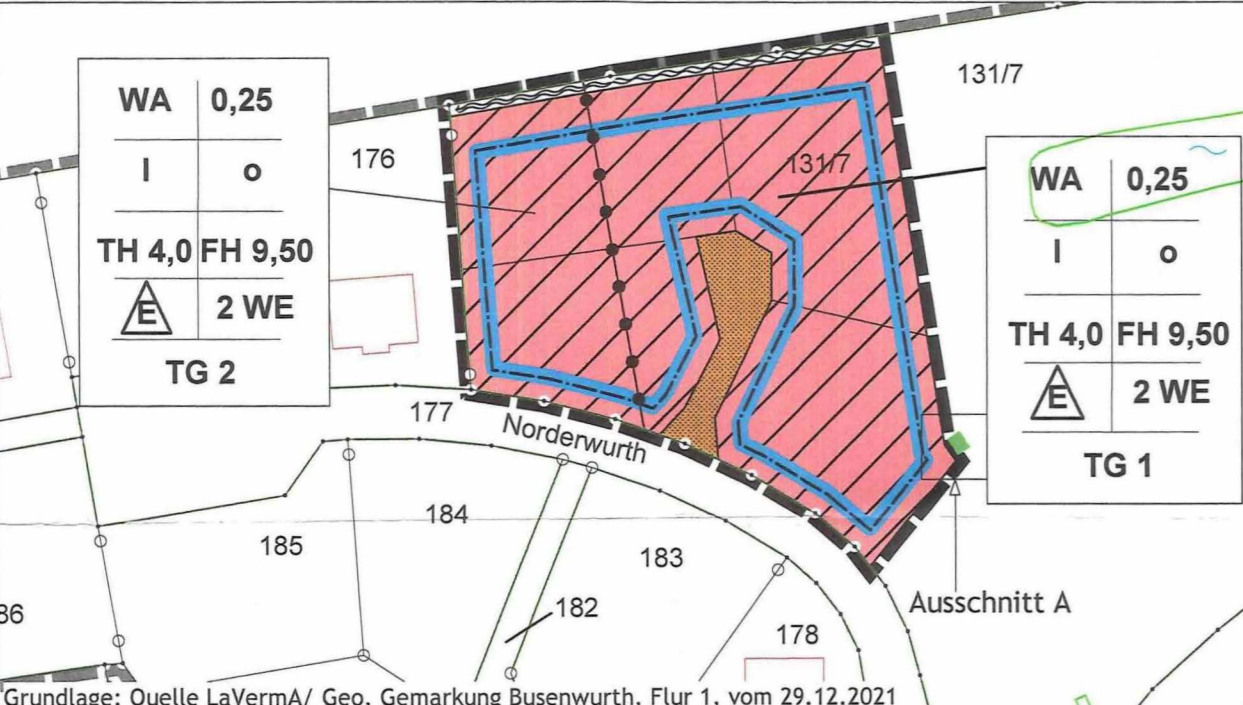 WA 0,25
I o
TH 4,0 FH 9,50
E 2 WE
TG 2
176
131/7
131/7
WA 0,25
I o
TH 4,0 FH 9,50
E 2 WE
TG 1
177
Norderwurth
184
185
183
182
86
178
Ausschnitt A
Grundlage: Quelle LaVermA/ Geo, Gemarkung Busenwurth, Flur 1, vom 29.12.2021